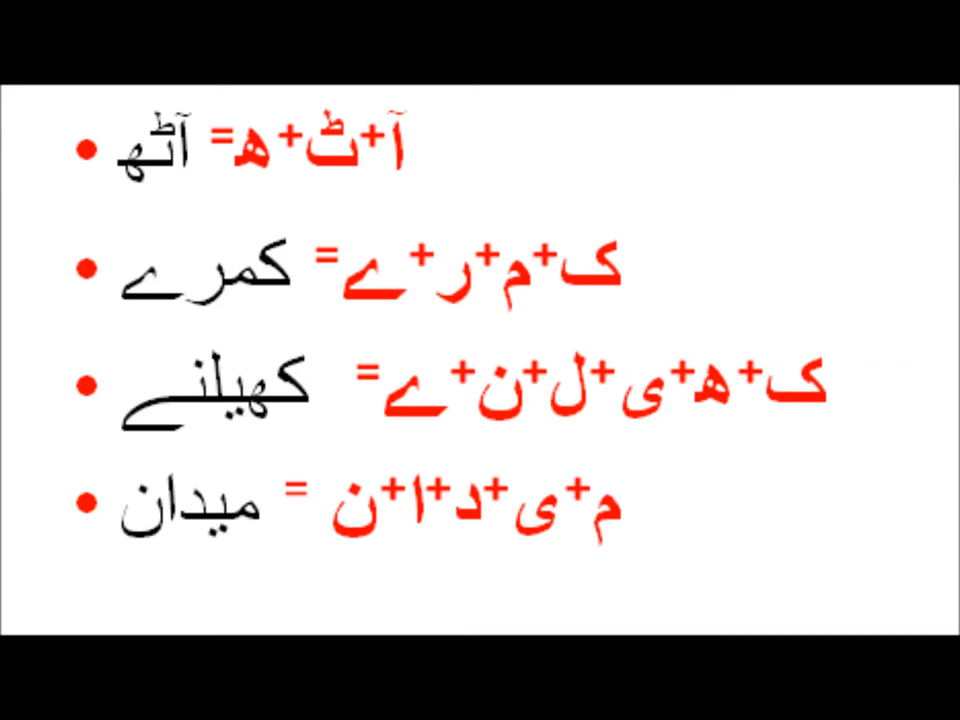 آ+ٹ+ھ= آٹھ
ک+م+ر+ے= کمرے
ک+ھ+ی+ل+ن+ے= کھیلنے
م+ی+د+ا+ن = میدان